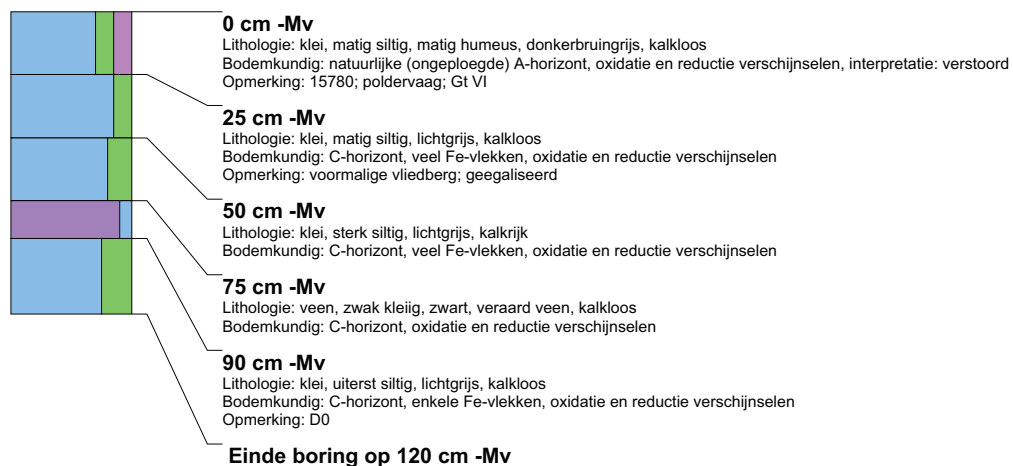 0 cm -Mv
Lithologie: klei, matig siltig, matig humeus, donkerbruingrijs, kalkloos
Bodemkundig: natuurlijke (ongeploegde) A-horizont, oxidatie en reductie verschijnselen, interpretatie: verstoord
Opmerking: 15780; poldervaag; Gt VI
25 cm -Mv
Lithologie: klei, matig siltig, lichtgrijs, kalkloos
Bodemkundig: C-horizont, veel Fe-vlekken, oxidatie en reductie verschijnselen
Opmerking: voormalige vliedberg; geegaliseerd
50 cm -Mv
Lithologie: klei, sterk siltig, lichtgrijs, kalkrijk
Bodemkundig: C-horizont, veel Fe-vlekken, oxidatie en reductie verschijnselen
75 cm -Mv
Lithologie: veen, zwak kleiig, zwart, veraard veen, kalkloos
Bodemkundig: C-horizont, oxidatie en reductie verschijnselen
90 cm -Mv
Lithologie: klei, uiterst siltig, lichtgrijs, kalkloos
Bodemkundig: C-horizont, enkele Fe-vlekken, oxidatie en reductie verschijnselen
Opmerking: D0
Einde boring op 120 cm -Mv